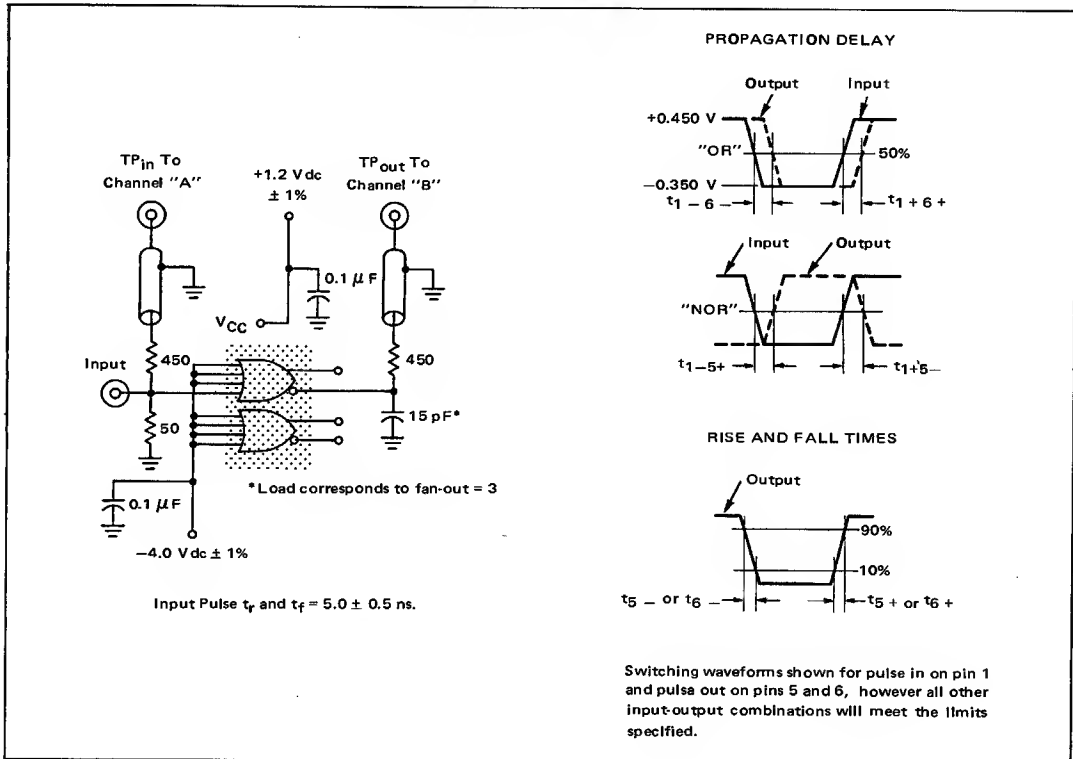 PROPAGATION DELAY
Output
Input
+0.450 V
"OR"
50%
−0.350 V
t1 − 6 −
t1 + 6 +
Input
Output
"NOR"
t1−5+
t1+5−
TPin To
Channel "A"
+1.2 Vdc
± 1%
TPout To
Channel "B"
0.1 µF
VCC
450
450
Input
50
15 pF*
*Load corresponds to fan-out = 3
0.1 µF
−4.0 Vdc ± 1%
Input Pulse tr and tf = 5.0 ± 0.5 ns.
RISE AND FALL TIMES
Output
90%
10%
t5 − or t6 −
t5 + or t6 +
Switching waveforms shown for pulse in on pin 1
and pulsa out on pins 5 and 6, however all other
input-output combinations will meet the limits
specified.